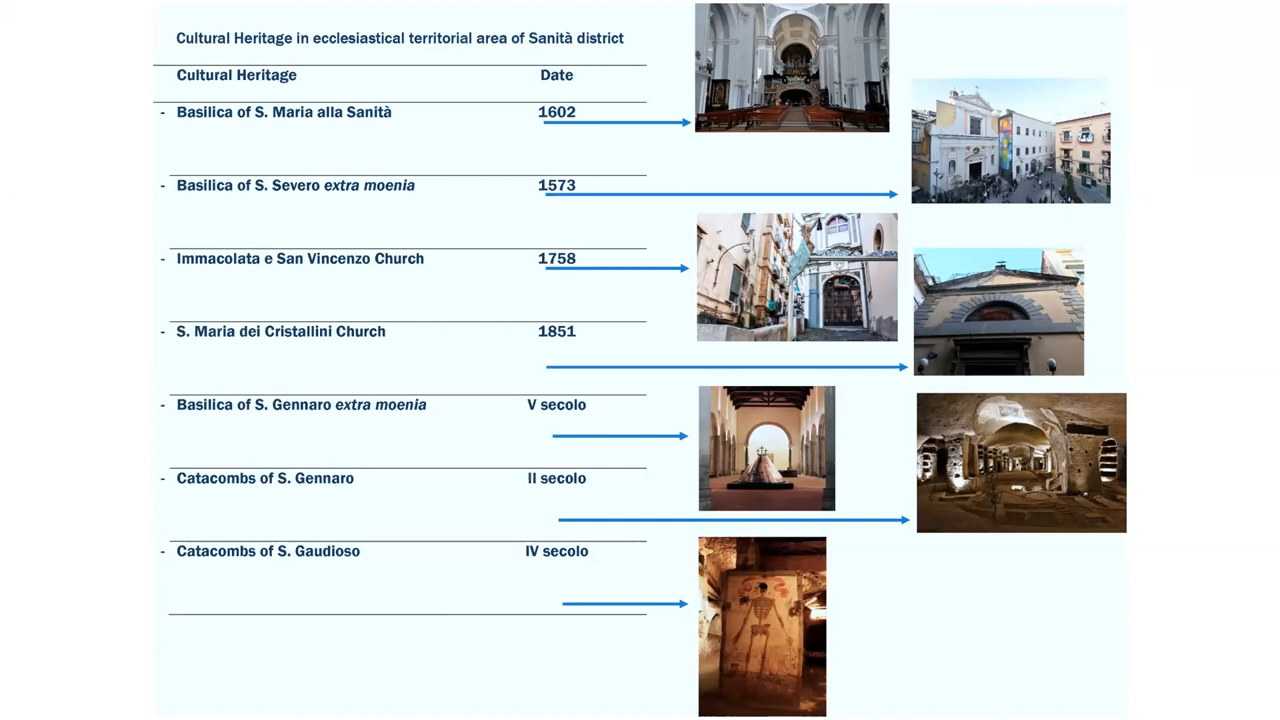 Cultural Heritage in ecclesiastical territorial area of Sanità district
Cultural Heritage Date
- Basilica of S. Maria alla Sanità 1602
- Basilica of S. Severo extra moenia 1573
- Immacolata e San Vincenzo Church 1758
- S. Maria dei Cristallini Church 1851
- Basilica of S. Gennaro extra moenia V secolo
- Catacombs of S. Gennaro II secolo
- Catacombs of S. Gaudioso IV secolo